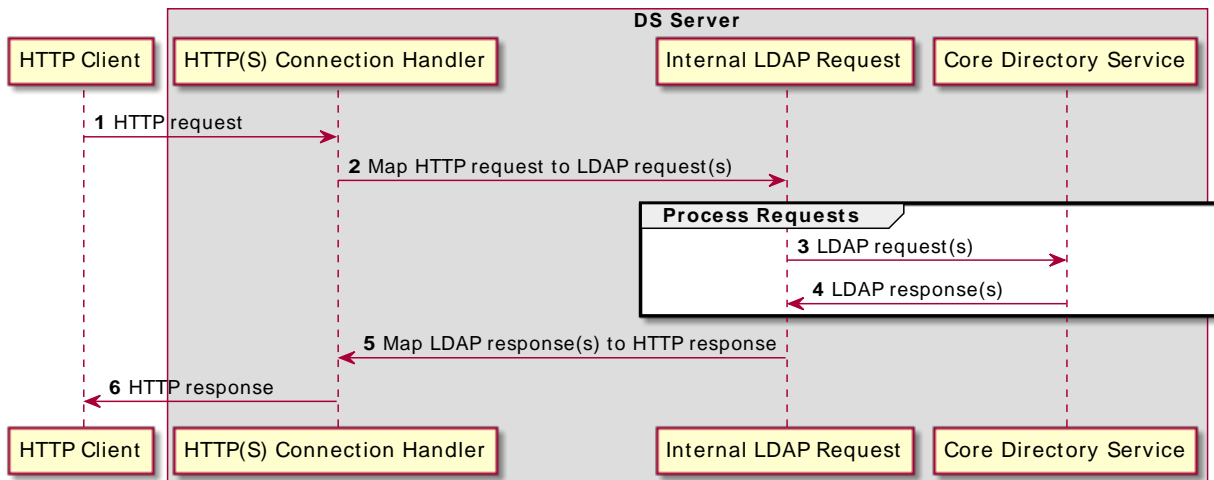 DS Server
HTTP Client
HTTP(S) Connection Handler
Internal LDAP Request
Core Directory Service
1 HTTP request
2 Map HTTP request to LDAP request(s)
Process Requests
3 LDAP request(s)
4 LDAP response(s)
5 Map LDAP response(s) to HTTP response
6 HTTP response
HTTP Client
HTTP(S) Connection Handler
Internal LDAP Request
Core Directory Service